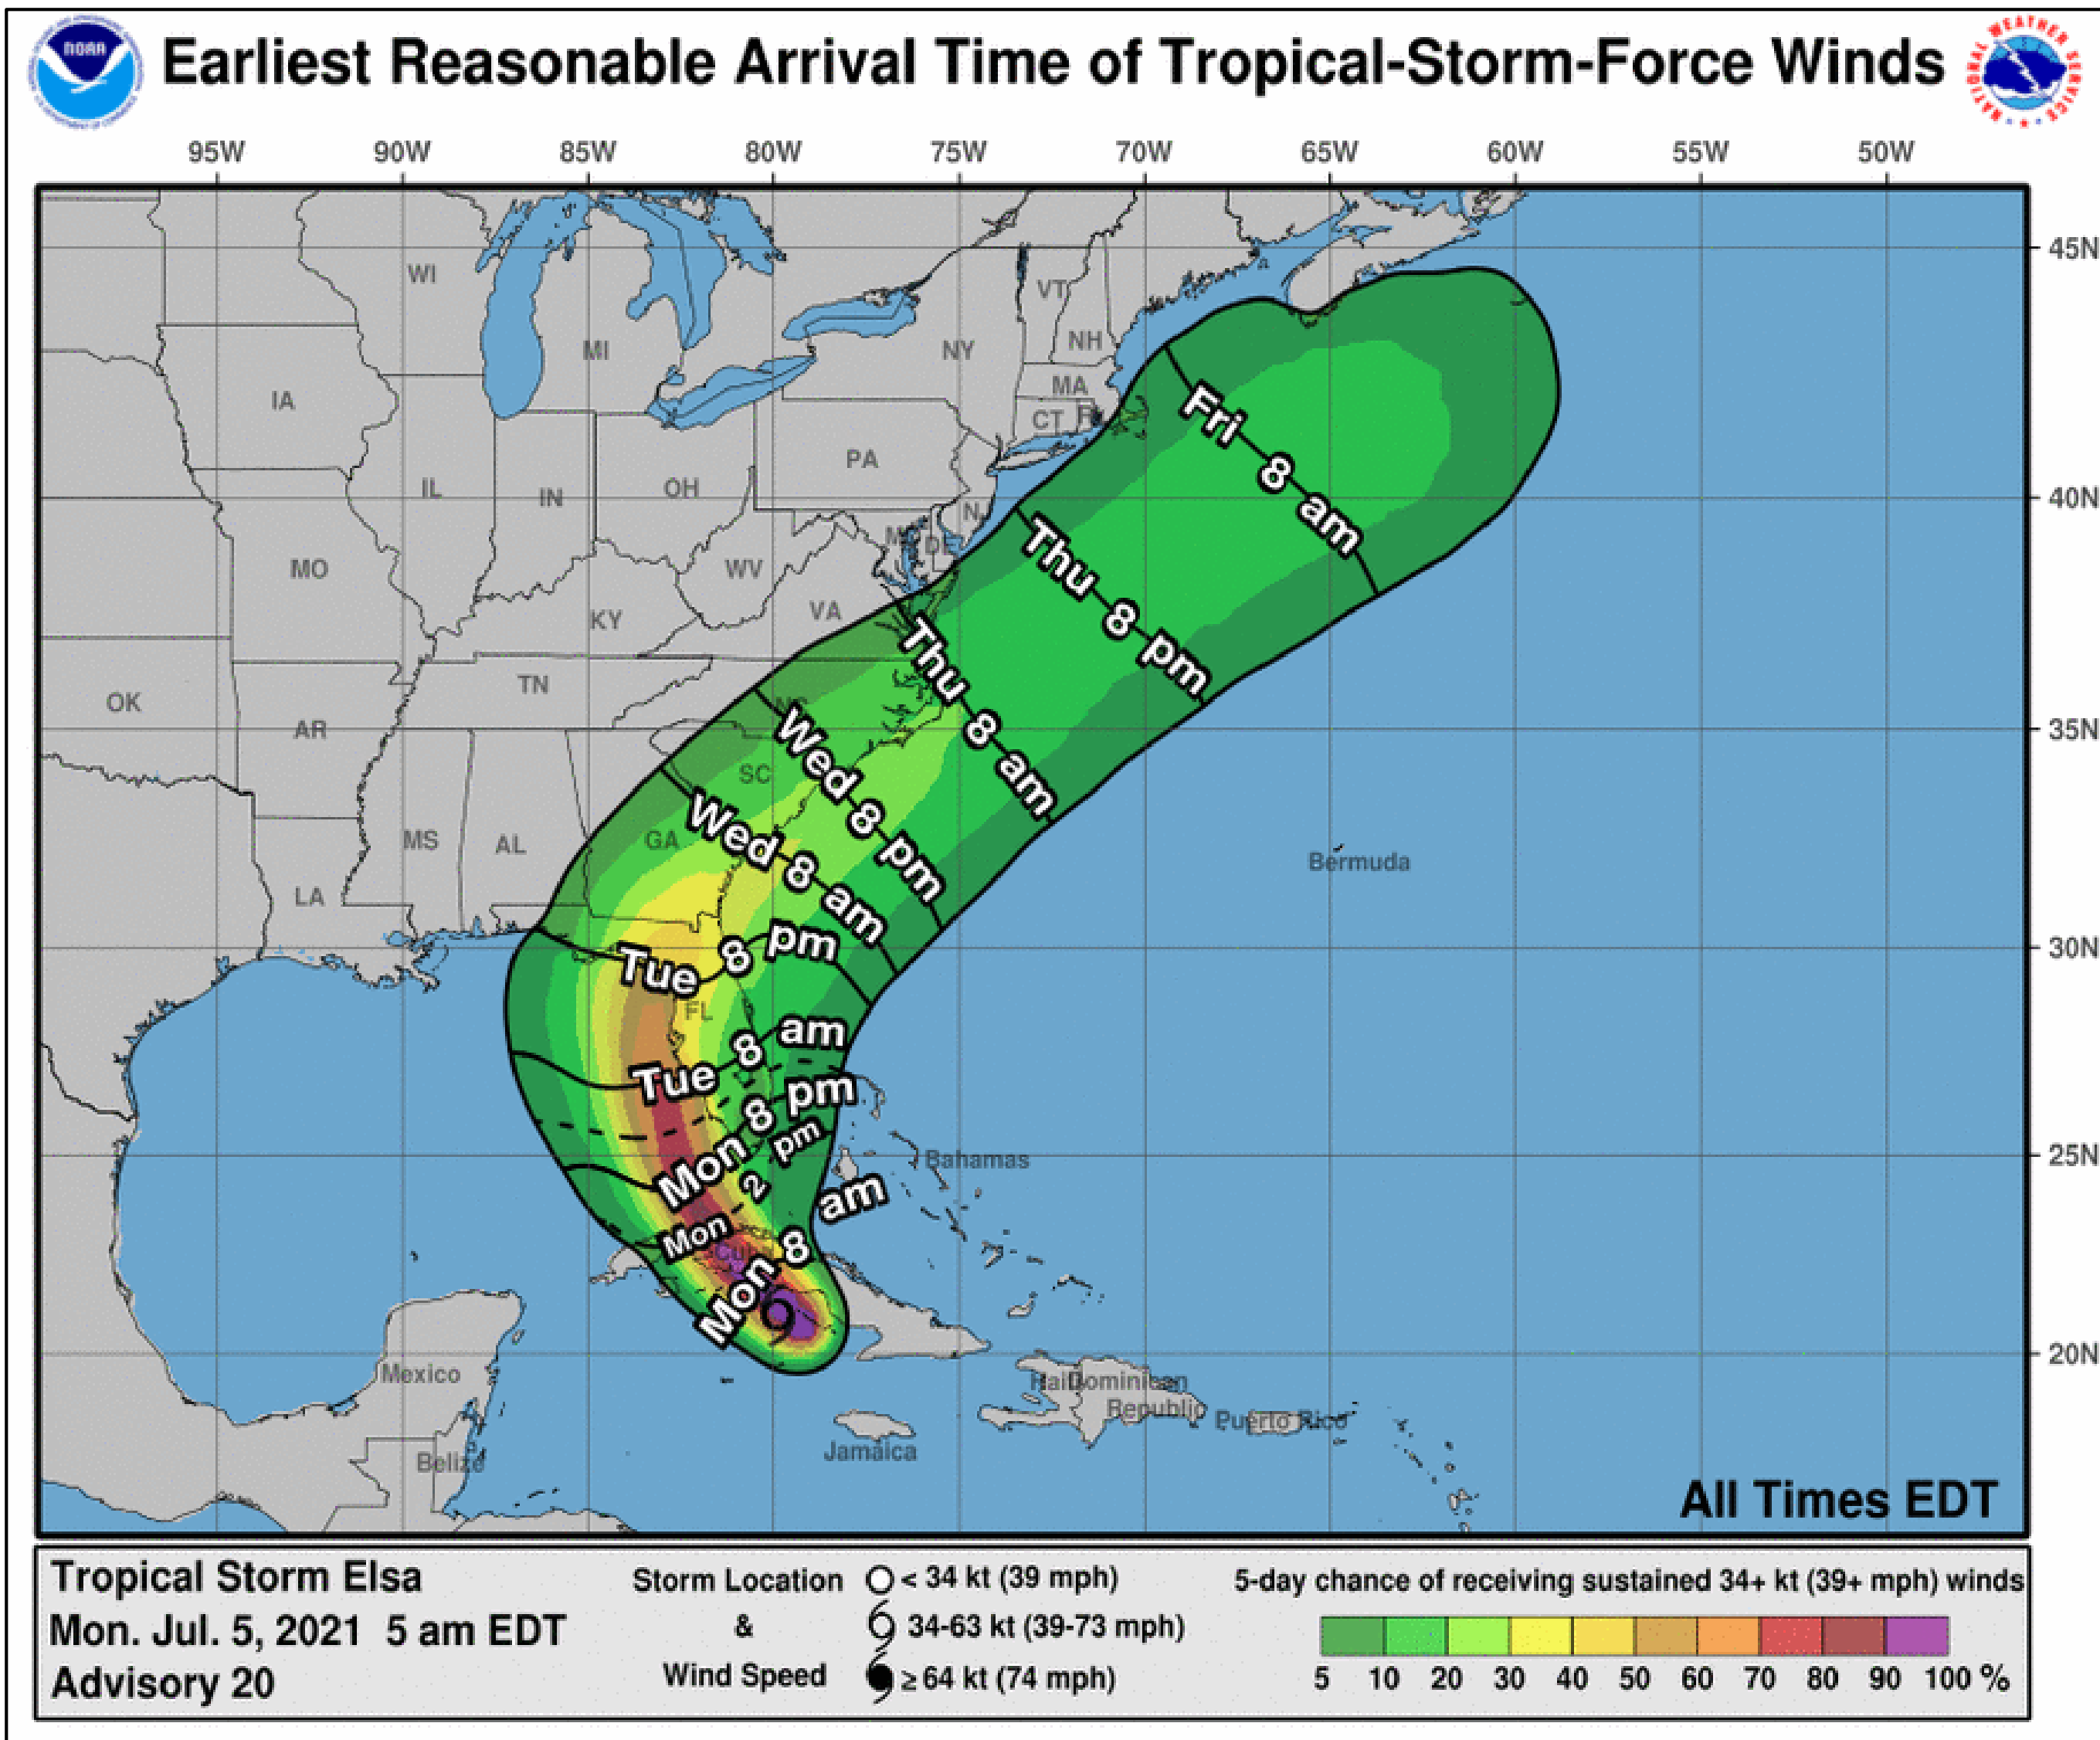 NOAA
Earliest Reasonable Arrival Time of Tropical-Storm-Force Winds
NATIONAL WEATHER SERVICE
95W 90W 85W 80W 75W 70W 65W 60W 55W 50W
45N
WI
VT
MI
NY
NH
IA
MA
CT
Fri 8 am
PA
IL
IN
OH
40N
MO
WV
Thu 8 pm
KY
VA
TN
Thu 8 am
OK
AR
35N
NC
SC
Wed 8 pm
MS
AL
GA
Wed 8 am
Bermuda
LA
30N
Tue 8 pm
FL
Tue 8 am
Mon 8 pm
25N
Bahamas
Mon 2 pm
Cuba
Mon 8 am
20N
Mexico
Dominican
Republic
Puerto Rico
Jamaica
Belize
All Times EDT
Tropical Storm Elsa
Mon. Jul. 5, 2021 5 am EDT
Advisory 20
Storm Location
&
Wind Speed
< 34 kt (39 mph)
34-63 kt (39-73 mph)
≥ 64 kt (74 mph)
5-day chance of receiving sustained 34+ kt (39+ mph) winds
5 10 20 30 40 50 60 70 80 90 100 %